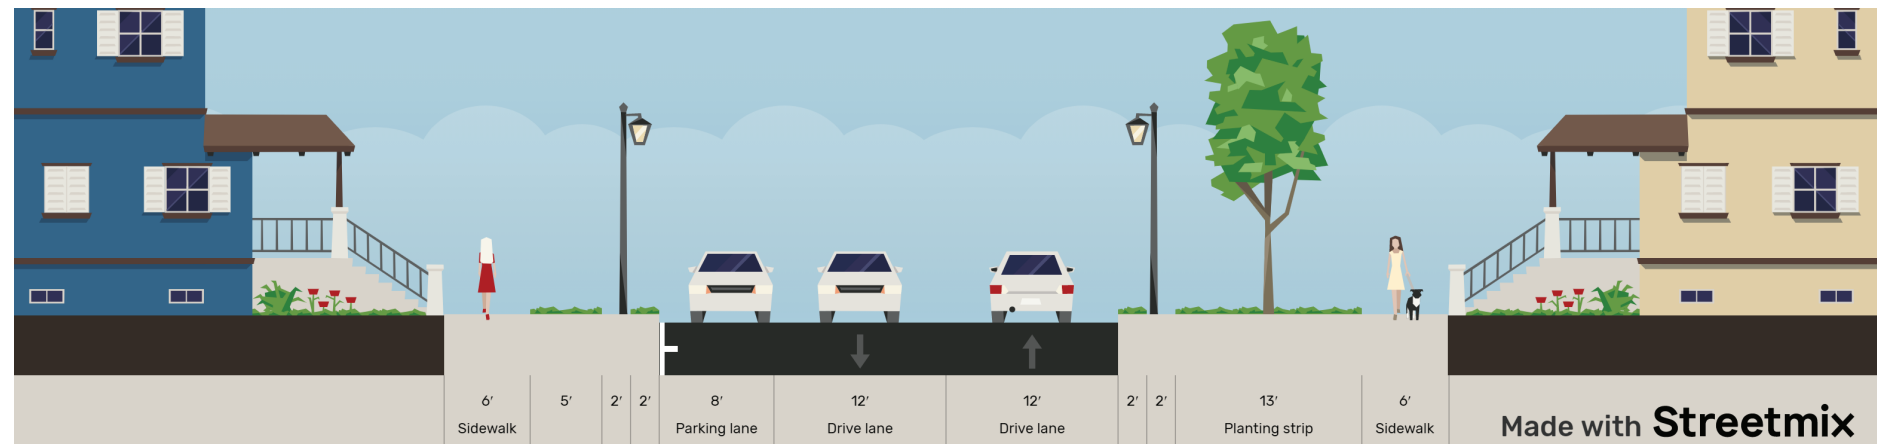 6′ 5′ 2′ 2′ 8′ 12′ 12′ 2′ 2′ 13′ 6′
Sidewalk Parking lane Drive lane Drive lane Planting strip Sidewalk
Made with Streetmix